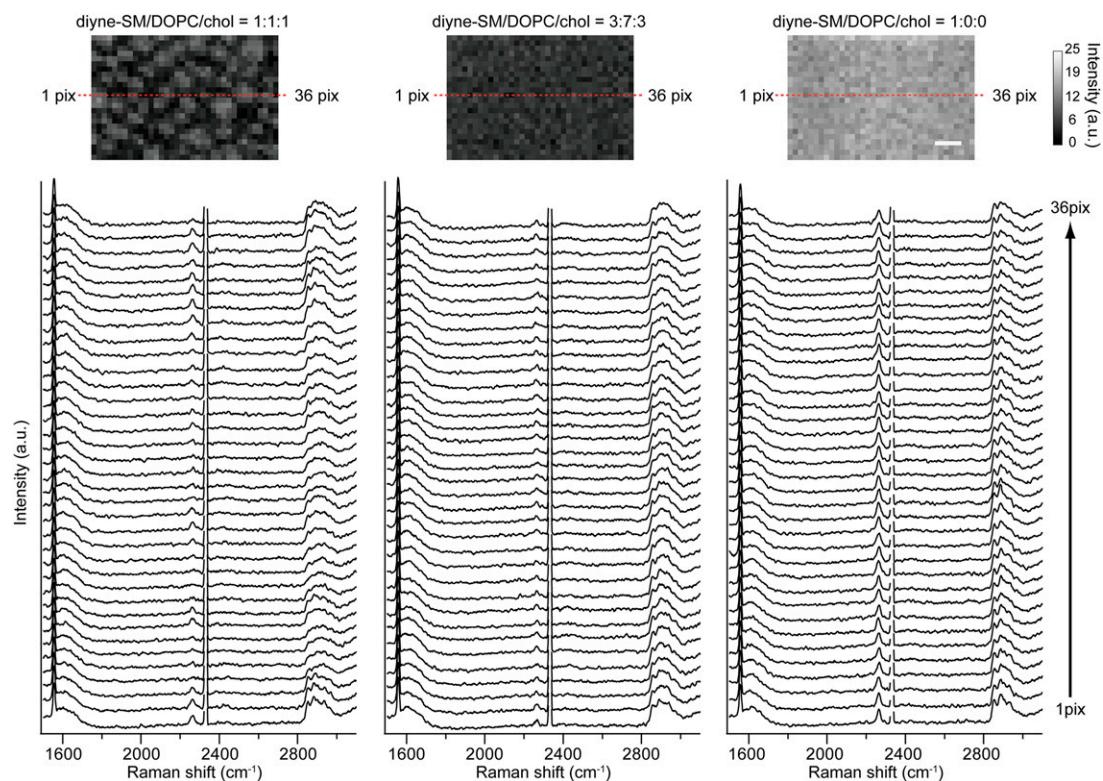 diyne-SM/DOPC/chol = 1:1:1
diyne-SM/DOPC/chol = 3:7:3
diyne-SM/DOPC/chol = 1:0:0
1 pix
36 pix
1 pix
36 pix
1 pix
36 pix
25
19
12
6
0
Intensity
(a.u.)
Intensity (a.u.)
36pix
1pix
1600
2000
2400
2800
1600
2000
2400
2800
1600
2000
2400
2800
Raman shift (cm⁻¹)
Raman shift (cm⁻¹)
Raman shift (cm⁻¹)